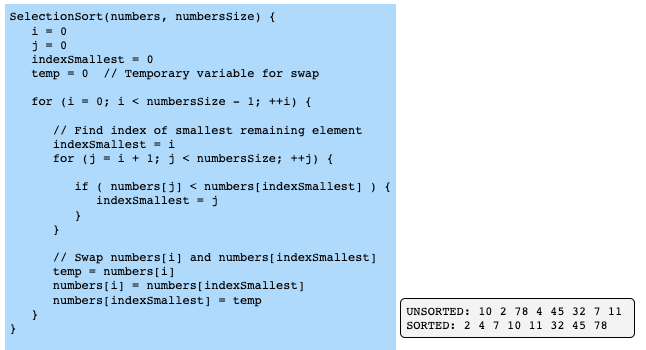 SelectionSort(numbers, numbersSize) {
   i = 0
   j = 0
   indexSmallest = 0
   temp = 0  // Temporary variable for swap
   for (i = 0; i < numbersSize - 1; ++i) {
      // Find index of smallest remaining element
      indexSmallest = i
      for (j = i + 1; j < numbersSize; ++j) {
         if ( numbers[j] < numbers[indexSmallest] ) {
            indexSmallest = j
         }
      }
      // Swap numbers[i] and numbers[indexSmallest]
      temp = numbers[i]
      numbers[i] = numbers[indexSmallest]
      numbers[indexSmallest] = temp
   }
}
UNSORTED: 10 2 78 4 45 32 7 11
SORTED: 2 4 7 10 11 32 45 78